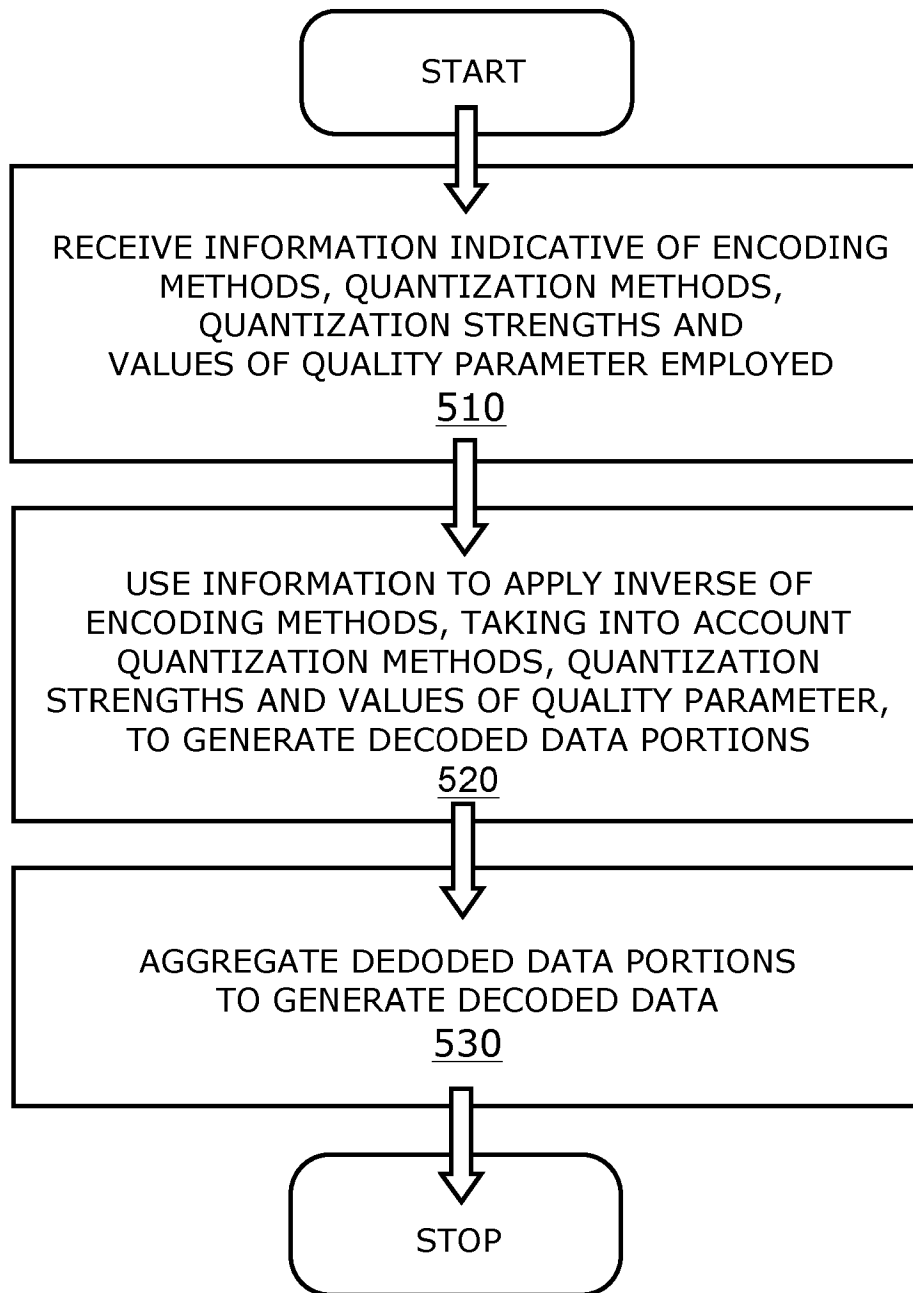 START
RECEIVE INFORMATION INDICATIVE OF ENCODING
METHODS, QUANTIZATION METHODS,
QUANTIZATION STRENGTHS AND
VALUES OF QUALITY PARAMETER EMPLOYED
510
USE INFORMATION TO APPLY INVERSE OF
ENCODING METHODS, TAKING INTO ACCOUNT
QUANTIZATION METHODS, QUANTIZATION
STRENGTHS AND VALUES OF QUALITY PARAMETER,
TO GENERATE DECODED DATA PORTIONS
520
AGGREGATE DEDODED DATA PORTIONS
TO GENERATE DECODED DATA
530
STOP